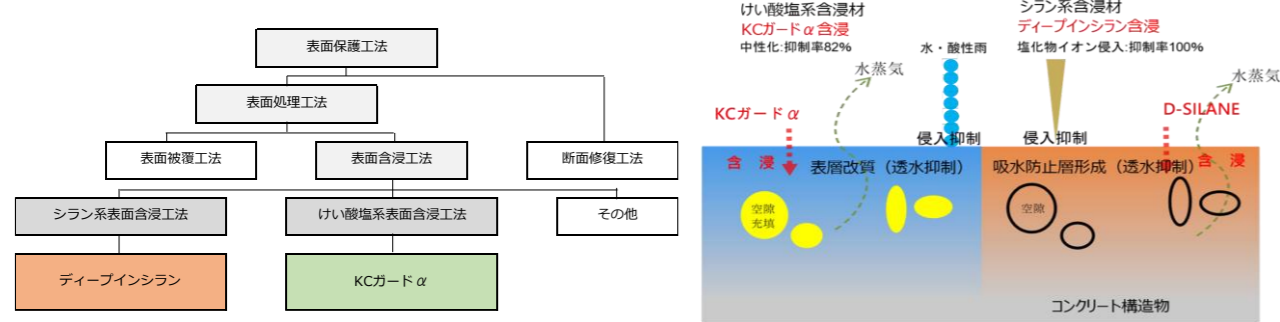 表面保護工法
表面処理工法
表面被覆工法
表面含浸工法
断面修復工法
シラン系表面含浸工法
けい酸塩系表面含浸工法
その他
ディープインシラン
KCガードα
けい酸塩系含浸材
KCガードα含浸
中性化:抑制率82%
水・酸性雨
シラン系含浸材
ディープインシラン含浸
塩化物イオン侵入:抑制率100%
水蒸気
水蒸気
KCガードα
D-SILANE
侵入抑制
侵入抑制
含 浸
表層改質(透水抑制)
吸水防止層形成(透水抑制)
含 浸
空隙
充填
空隙
コンクリート構造物